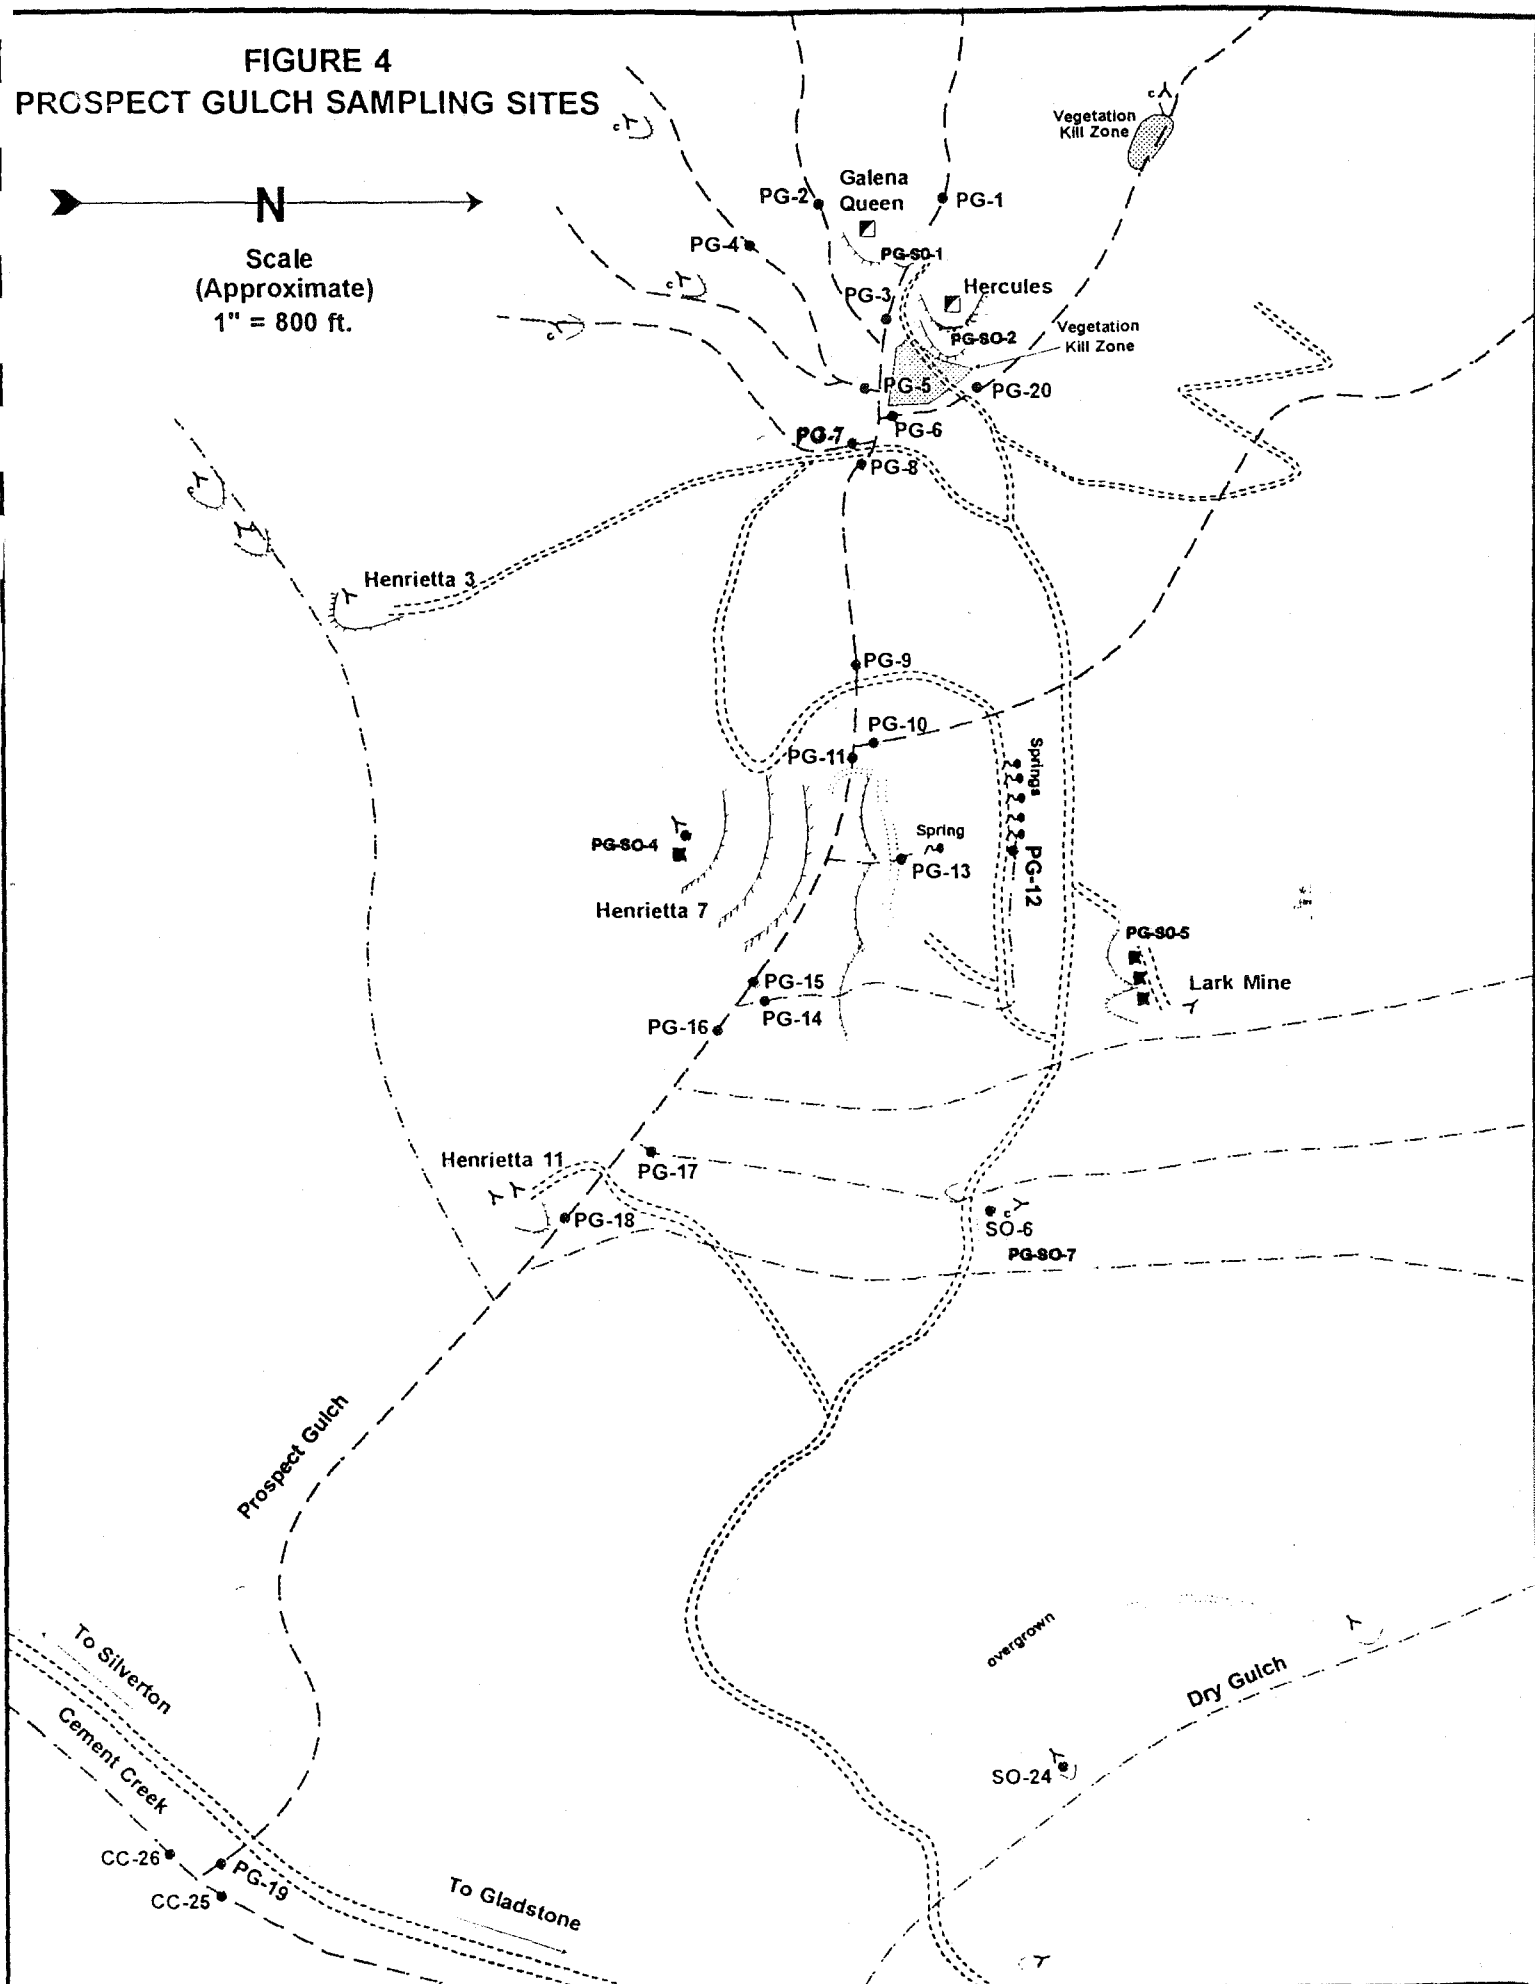 FIGURE 4
PROSPECT GULCH SAMPLING SITES
N
Scale
(Approximate)
1" = 800 ft.
c
Vegetation
Kill Zone
c
Galena
Queen
PG-2
PG-1
PG-4
PG-SO-1
c
PG-3
Hercules
c
PG-SO-2
Vegetation
Kill Zone
PG-5
PG-20
PG-6
PG-7
PG-8
c
Henrietta 3
PG-9
PG-10
PG-11
Springs
PG-SO-4
Spring
PG-13
PG-12
Henrietta 7
PG-SO-5
PG-15
Lark Mine
PG-14
PG-16
Henrietta 11
PG-17
PG-18
c
SO-6
PG-SO-7
Prospect Gulch
overgrown
To Silverton
Dry Gulch
Cement Creek
SO-24
CC-26
PG-19
CC-25
To Gladstone